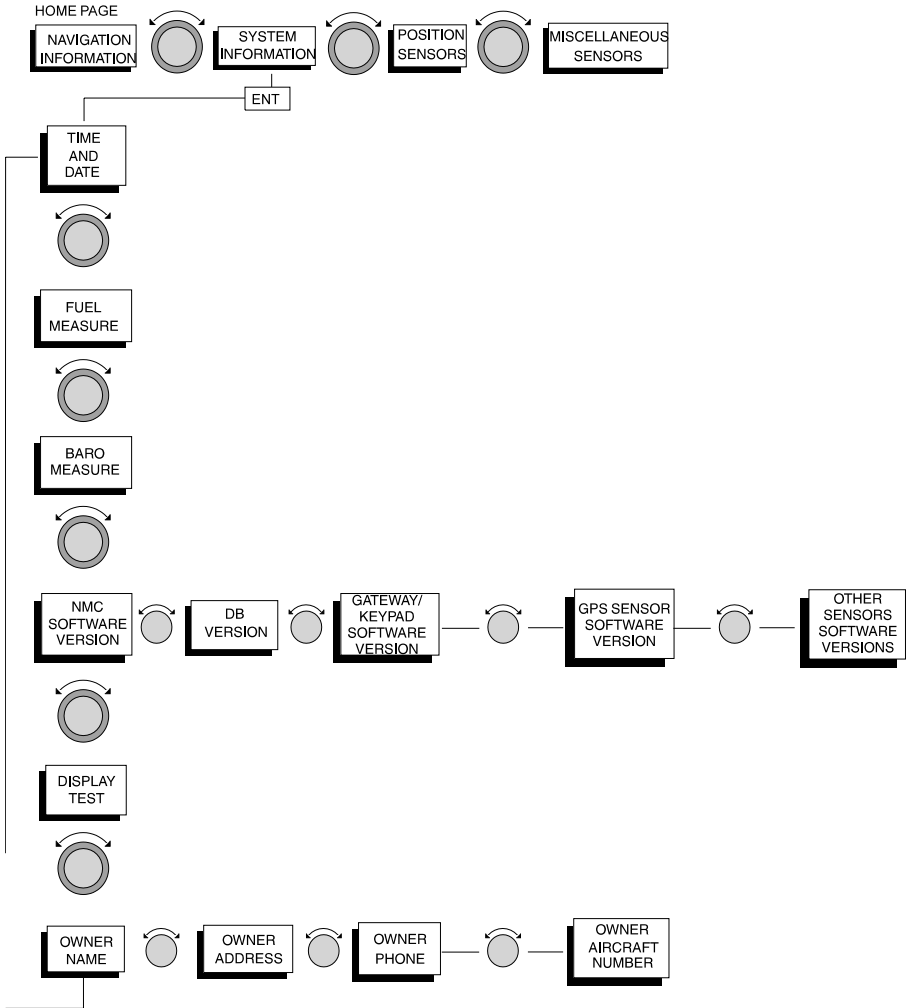 HOME PAGE
NAVIGATION
INFORMATION
SYSTEM
INFORMATION
POSITION
SENSORS
MISCELLANEOUS
SENSORS
ENT
TIME
AND
DATE
FUEL
MEASURE
BARO
MEASURE
NMC
SOFTWARE
VERSION
DB
VERSION
GATEWAY/
KEYPAD
SOFTWARE
VERSION
GPS SENSOR
SOFTWARE
VERSION
OTHER
SENSORS
SOFTWARE
VERSIONS
DISPLAY
TEST
OWNER
NAME
OWNER
ADDRESS
OWNER
PHONE
OWNER
AIRCRAFT
NUMBER